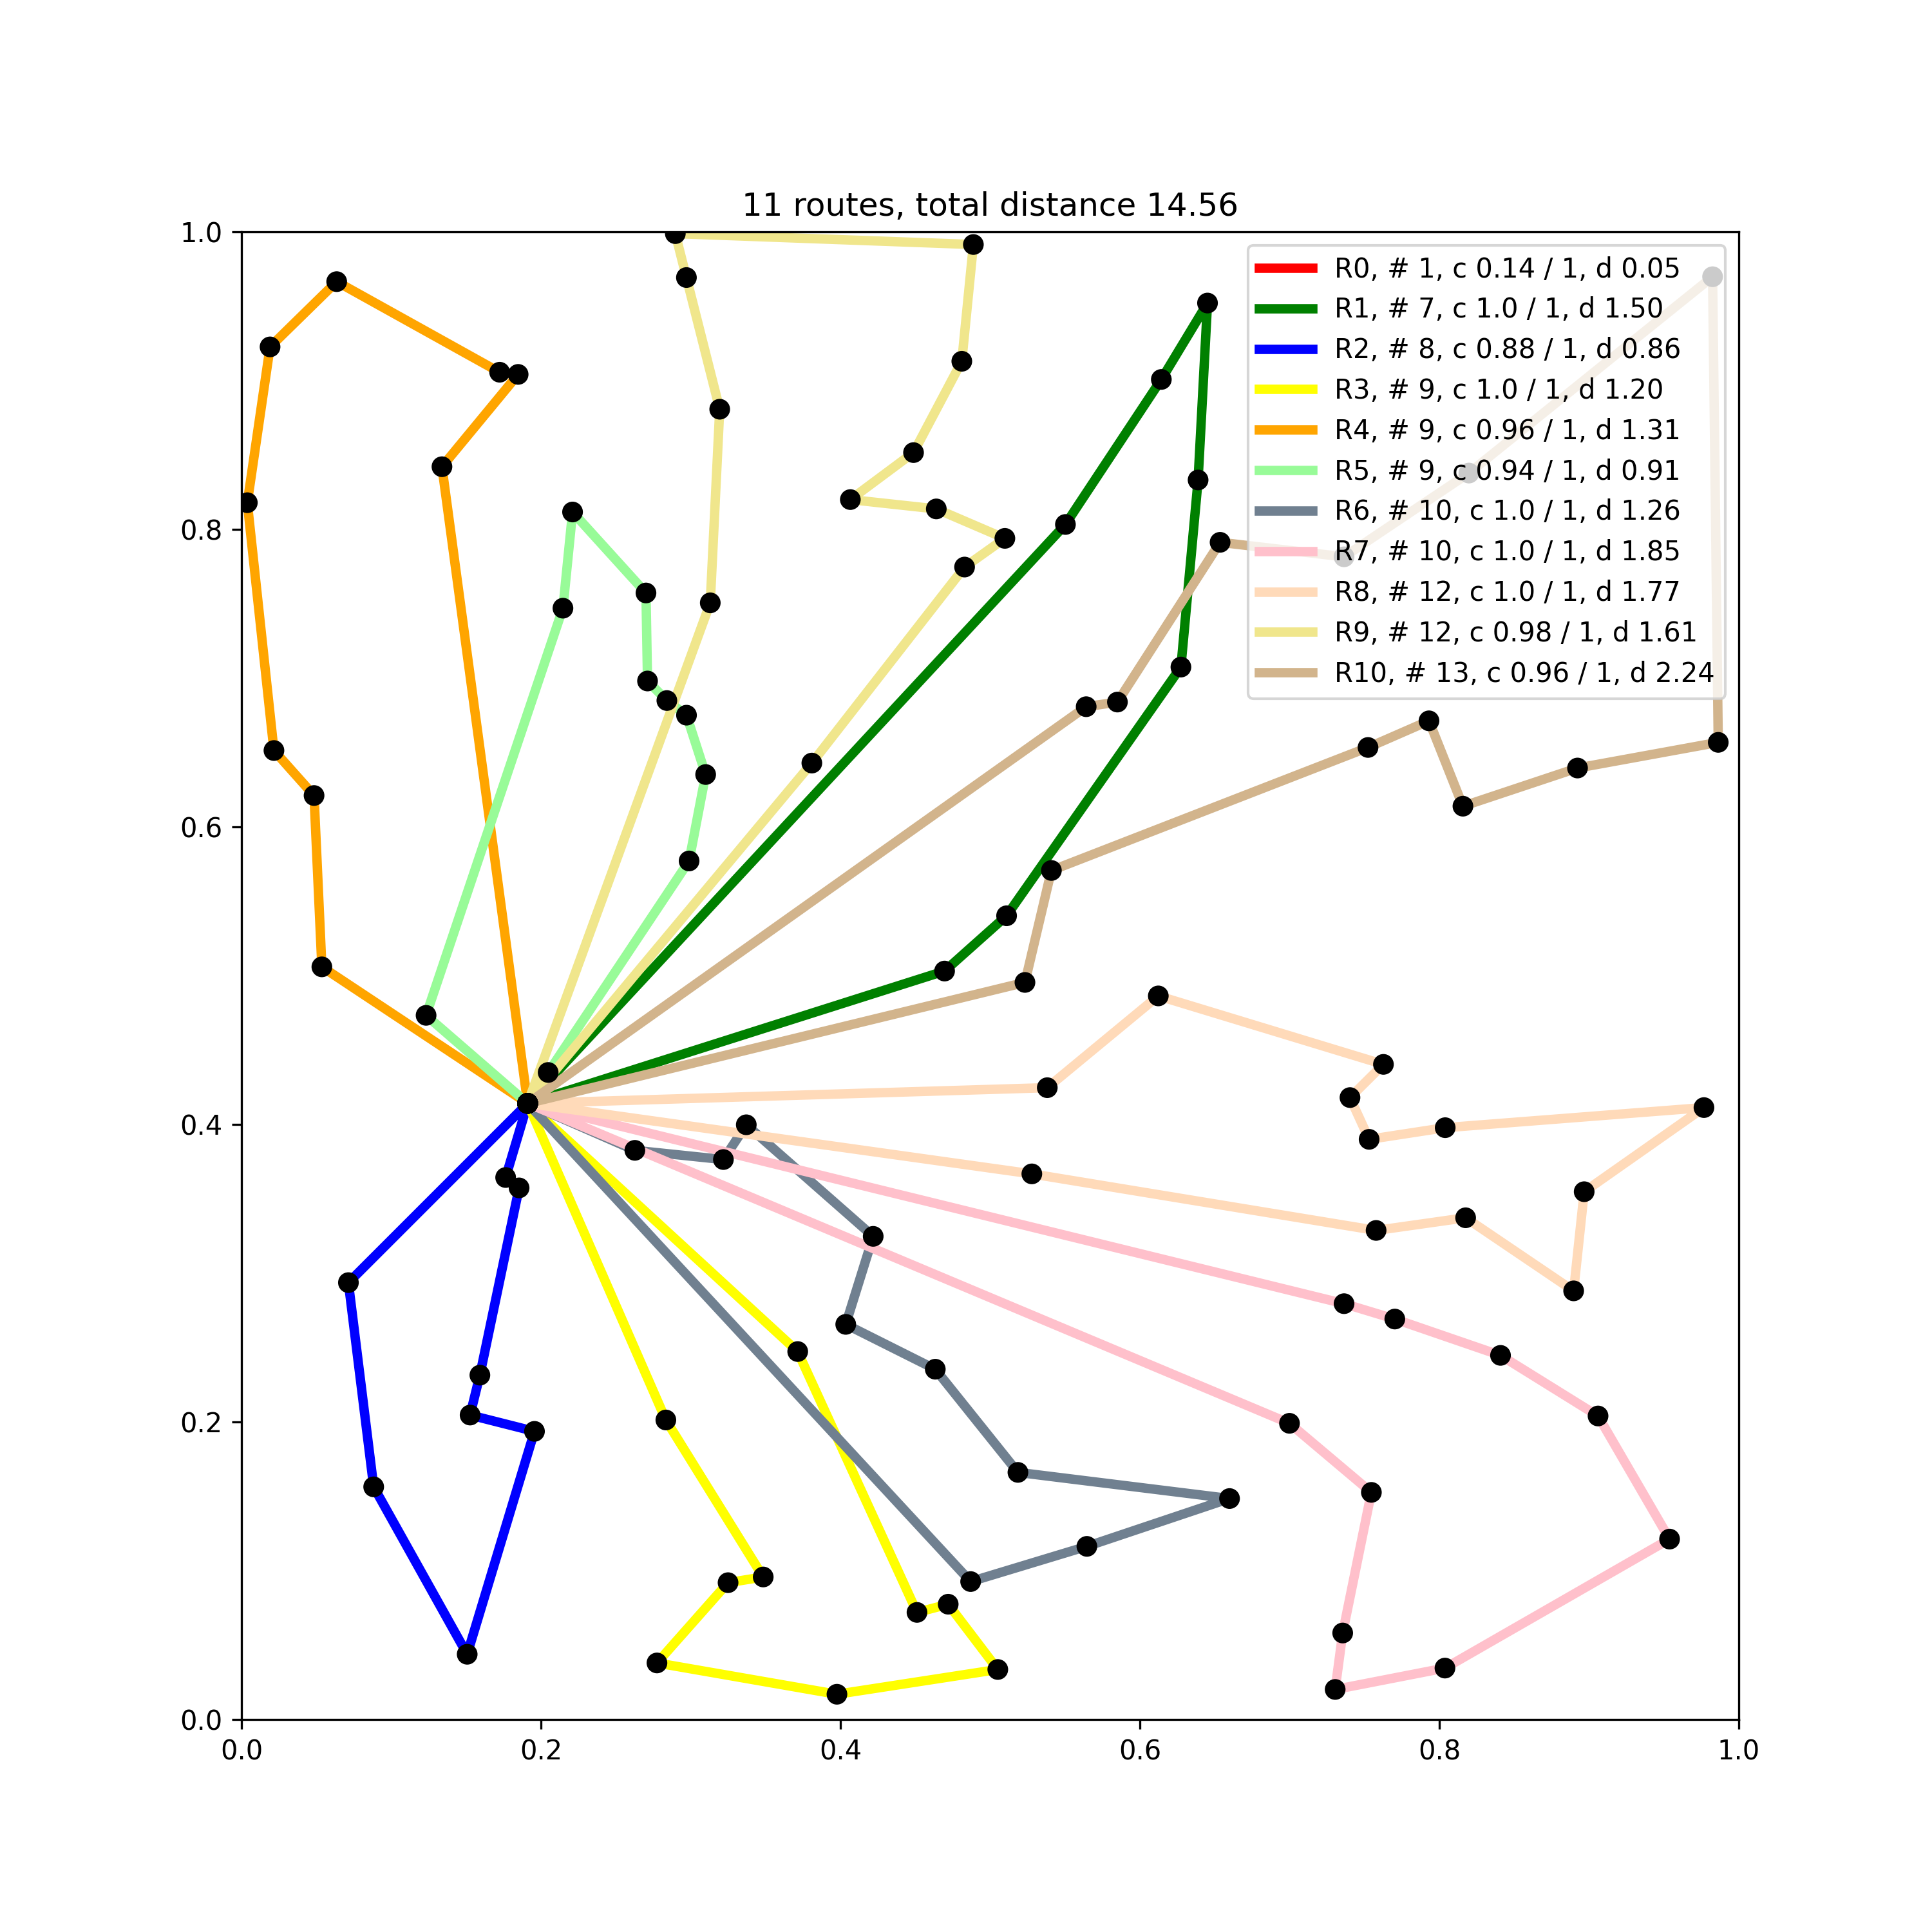 11 routes, total distance 14.56
1.0
0.8
0.6
0.4
0.2
0.0
0.0 0.2 0.4 0.6 0.8 1.0
R0, # 1, c 0.14 / 1, d 0.05
R1, # 7, c 1.0 / 1, d 1.50
R2, # 8, c 0.88 / 1, d 0.86
R3, # 9, c 1.0 / 1, d 1.20
R4, # 9, c 0.96 / 1, d 1.31
R5, # 9, c 0.94 / 1, d 0.91
R6, # 10, c 1.0 / 1, d 1.26
R7, # 10, c 1.0 / 1, d 1.85
R8, # 12, c 1.0 / 1, d 1.77
R9, # 12, c 0.98 / 1, d 1.61
R10, # 13, c 0.96 / 1, d 2.24